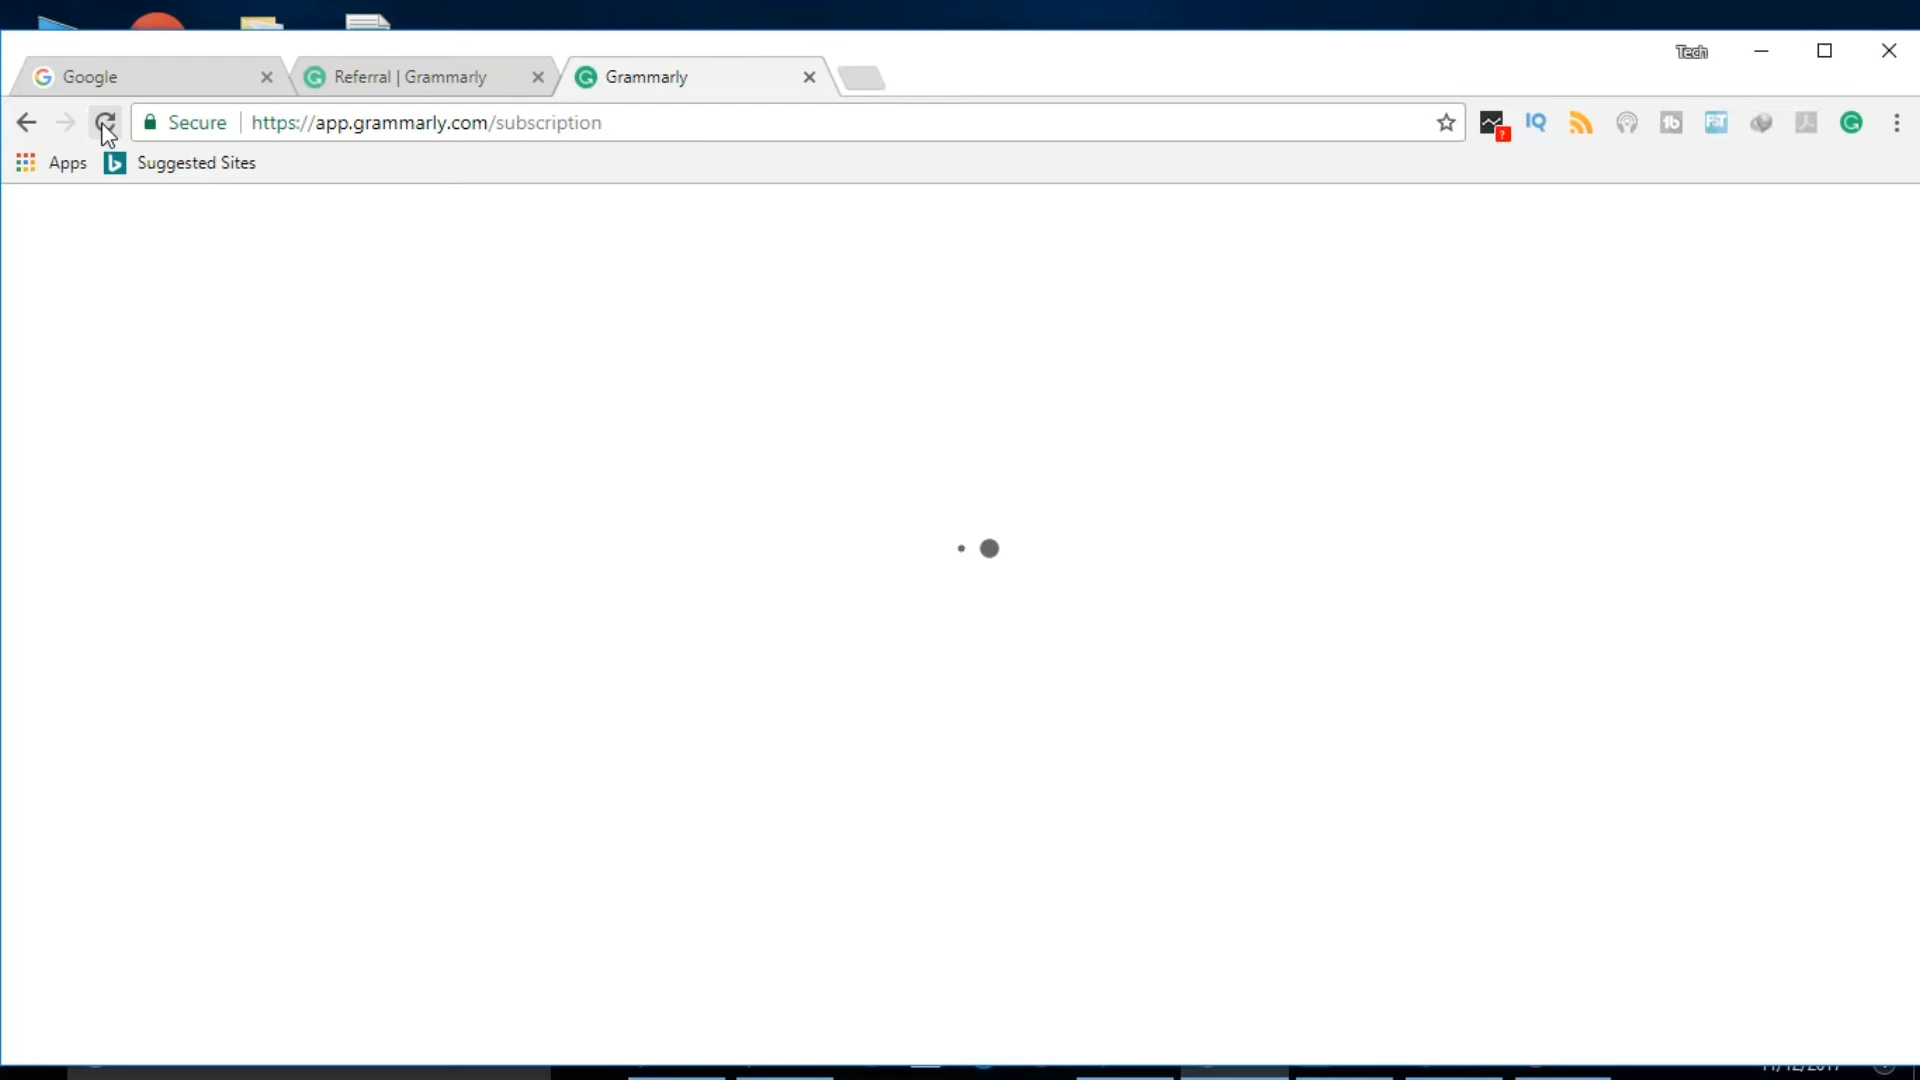 Tech
Google
Referral | Grammarly
Grammarly
Secure
https://app.grammarly.com/subscription
?
IQ
Apps
Suggested Sites